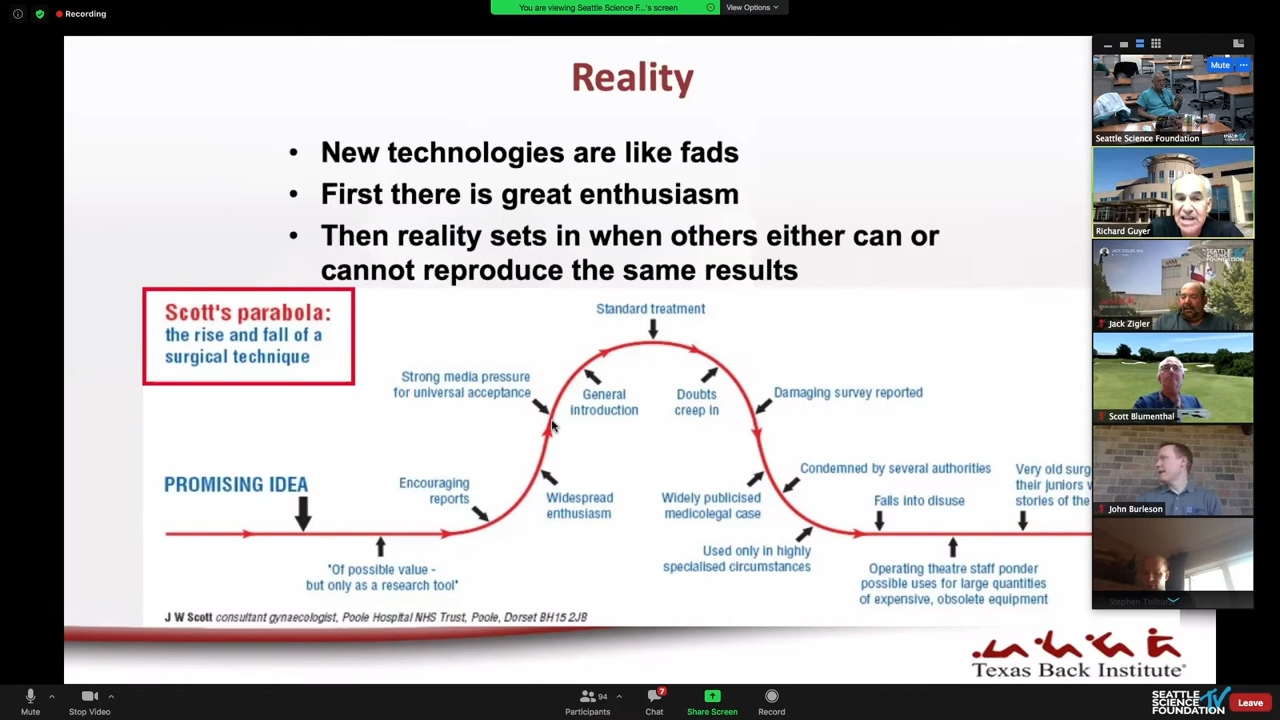 Recording
You are viewing Seattle Science F...'s screen
View Options
Reality
• New technologies are like fads
• First there is great enthusiasm
• Then reality sets in when others either can or
cannot reproduce the same results
Scott's parabola:
the rise and fall of a
surgical technique
Standard treatment
Strong media pressure
for universal acceptance
General
introduction
Doubts
creep in
Damaging survey reported
PROMISING IDEA
Encouraging
reports
Widespread
enthusiasm
Widely publicised
medicolegal case
Condemned by several authorities
Falls into disuse
Very old surg
their juniors w
stories of the
"Of possible value -
but only as a research tool"
Used only in highly
specialised circumstances
Operating theatre staff ponder
possible uses for large quantities
of expensive, obsolete equipment
J W Scott consultant gynaecologist, Poole Hospital NHS Trust, Poole, Dorset BH15 2JB
Texas Back Institute
Mute
Seattle Science Foundation
Richard Guyer
Jack Zigler
Scott Blumenthal
John Burleson
Stephen
Mute
Stop Video
94
Participants
7
Chat
Share Screen
Record
SEATTLE
SCIENCE TV
FOUNDATION
Leave